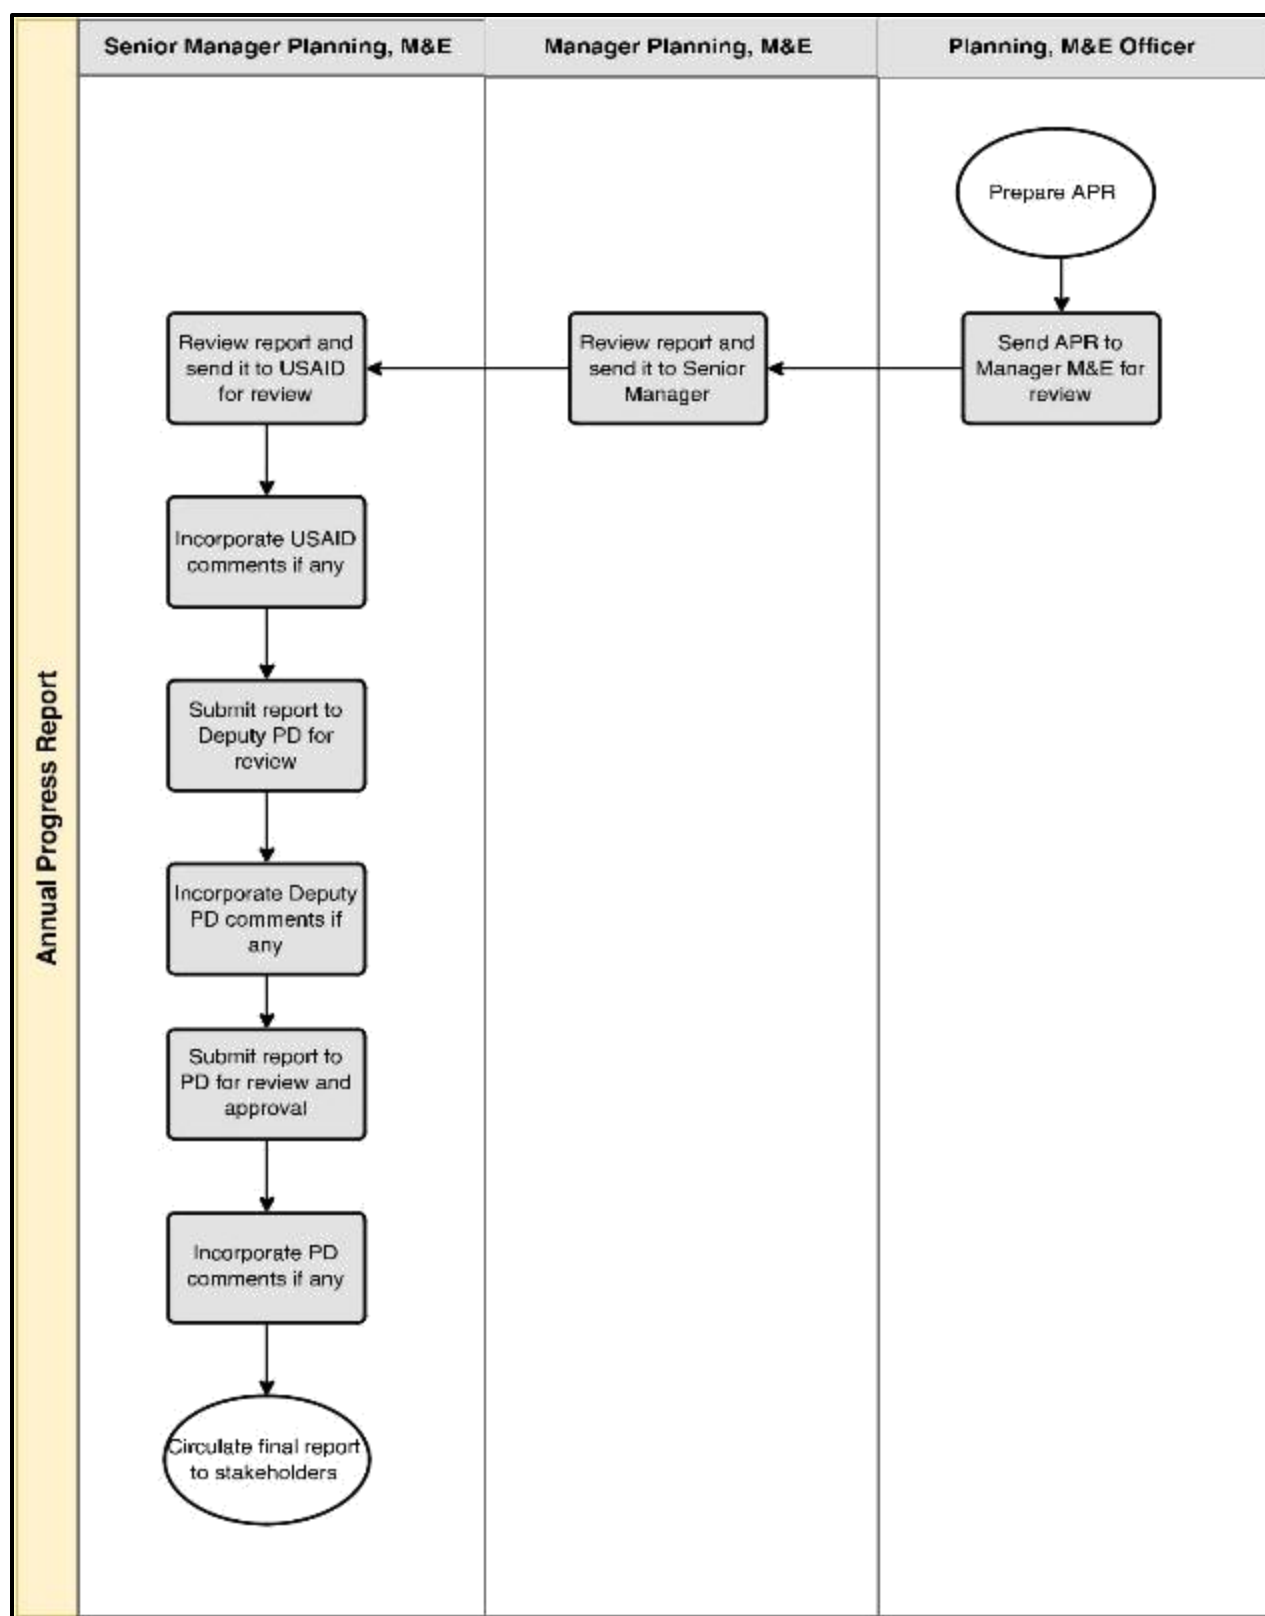 Senior Manager Planning, M&E
Manager Planning, M&E
Planning, M&E Officer
Annual Progress Report
Prepare APR
Send APR to
Manager M&E for
review
Review report and
send it to Senior
Manager
Review report and
send it to USAID
for review
Incorporate USAID
comments if any
Submit report to
Deputy PD for
review
Incorporate Deputy
PD comments if
any
Submit report to
PD for review and
approval
Incorporate PD
comments if any
Circulate final report
to stakeholders